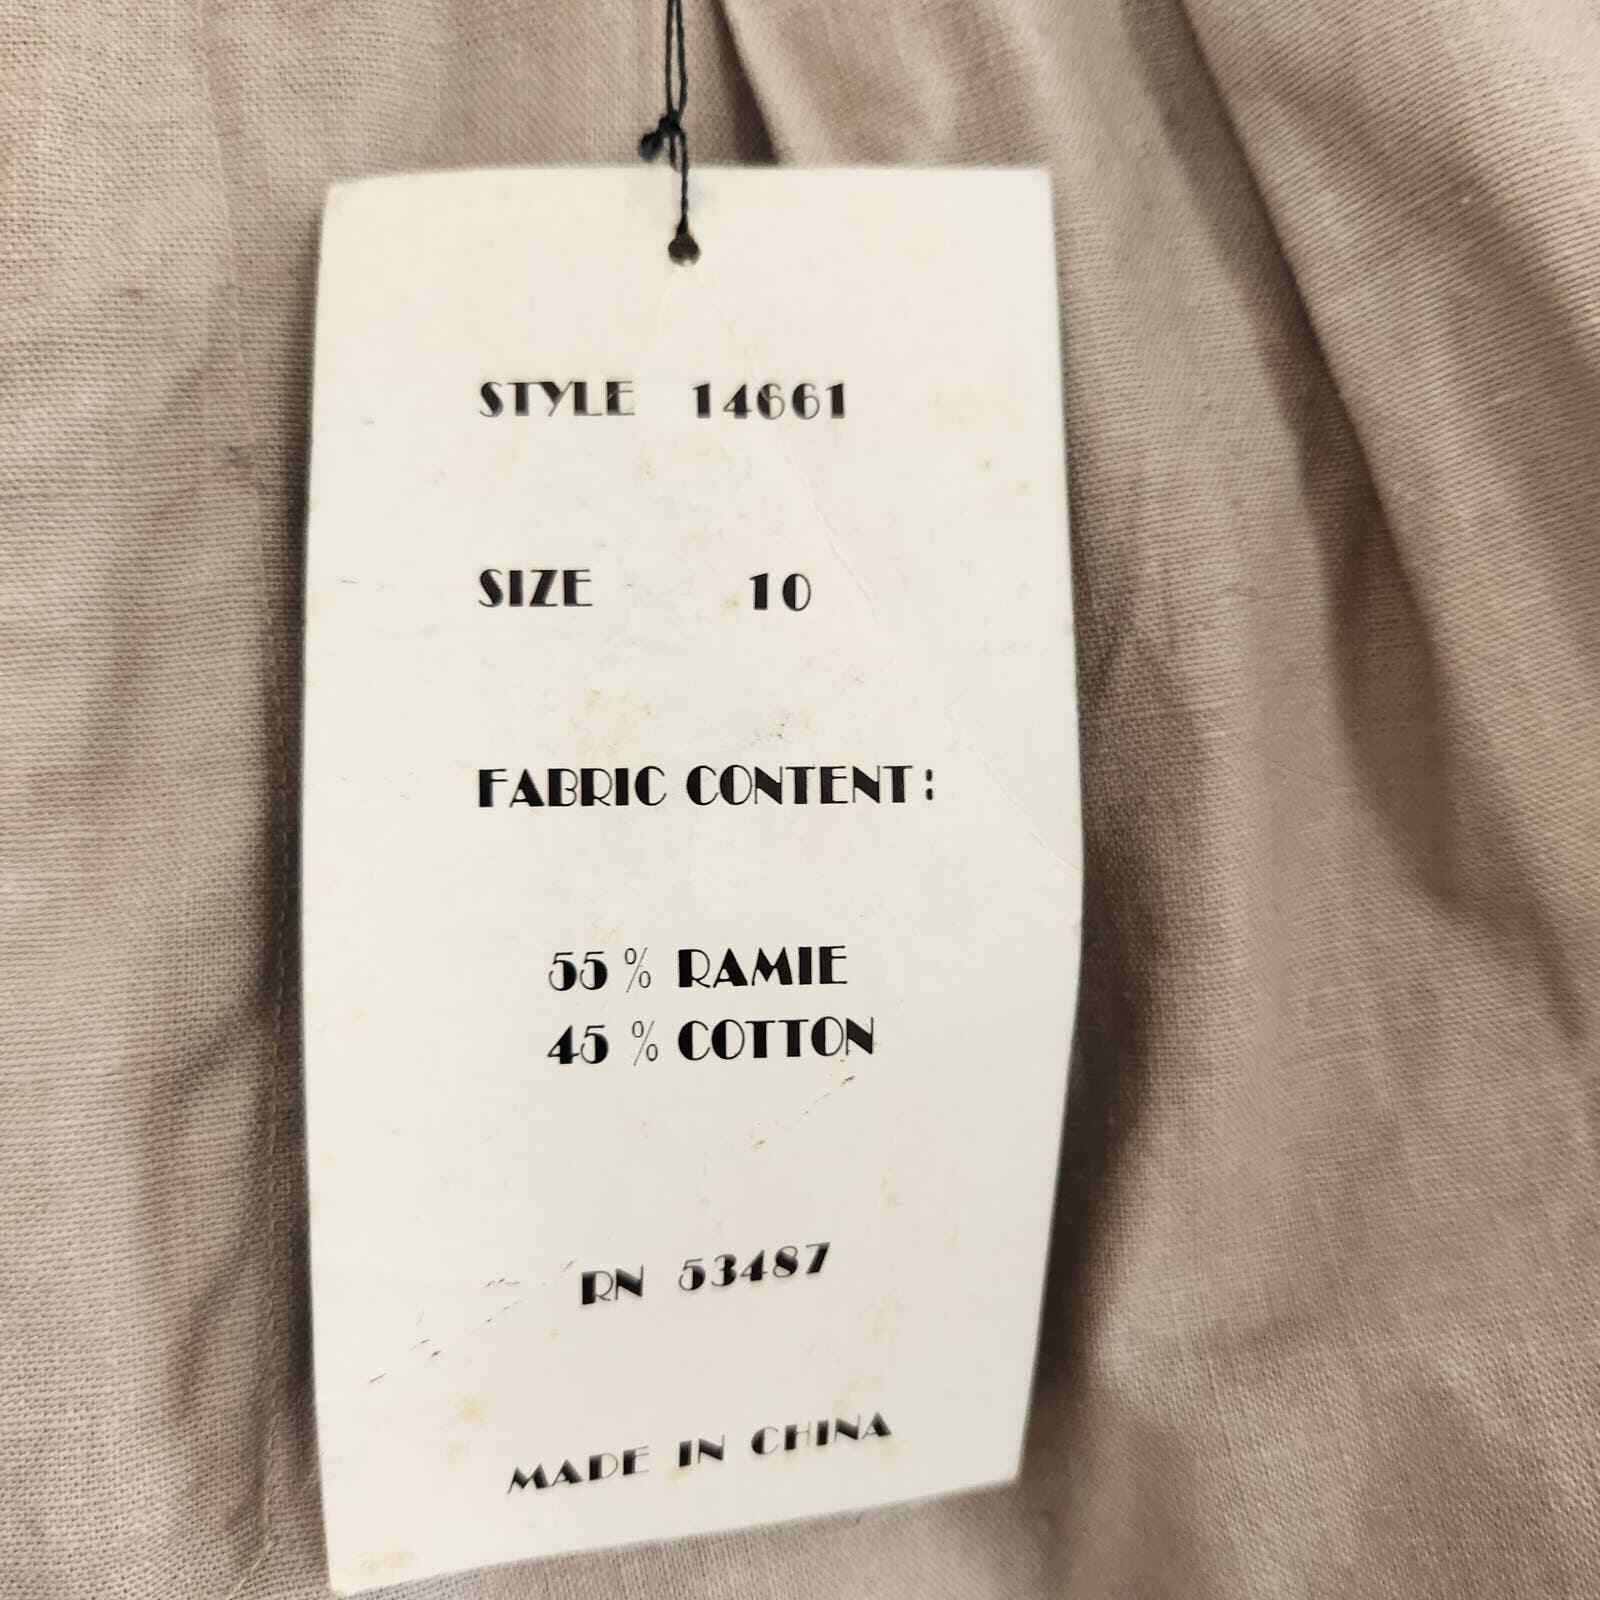 STYLE 14661
SIZE 10
FABRIC CONTENT:
55 % RAMIE
45 % COTTON
RN 53487
MADE IN CHINA